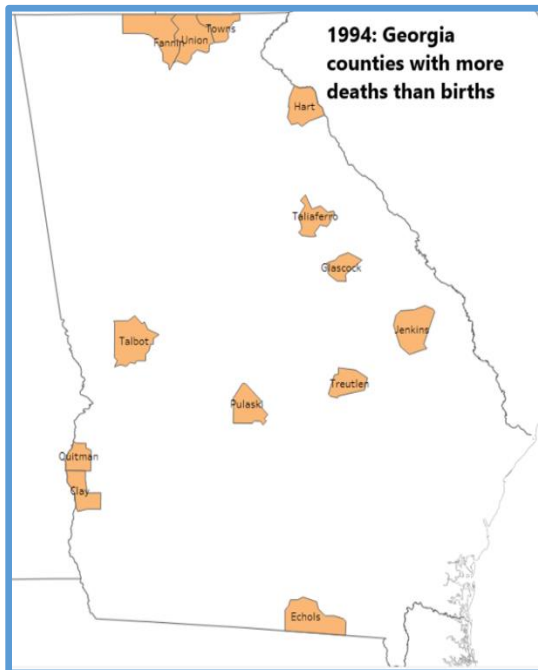 1994: Georgia
counties with more
deaths than births
Towns
Fannin
Union
Hart
Taliaferro
Glascock
Jenkins
Talbot
Treutlen
Pulaski
Quitman
Clay
Echols